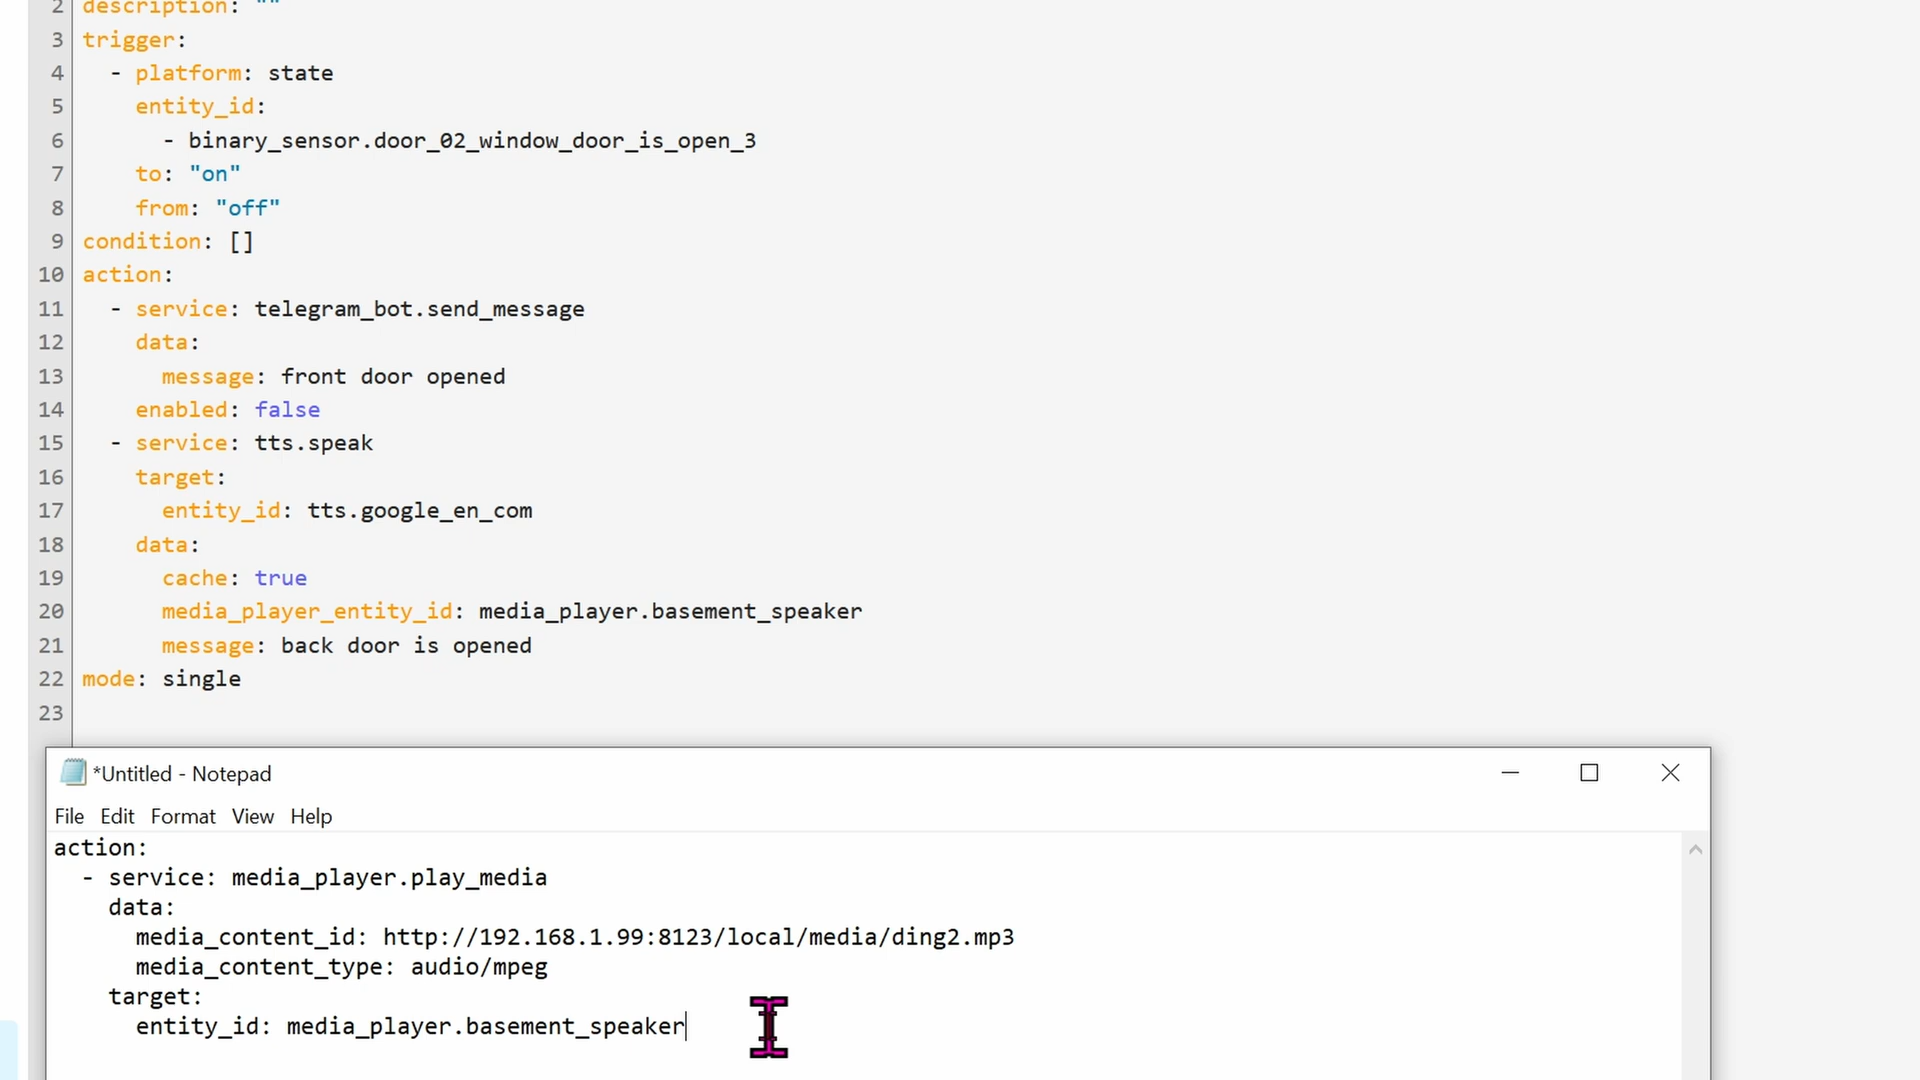 2 description: ""
3 trigger:
4   - platform: state
5     entity_id:
6       - binary_sensor.door_02_window_door_is_open_3
7     to: "on"
8     from: "off"
9 condition: []
10 action:
11   - service: telegram_bot.send_message
12     data:
13       message: front door opened
14     enabled: false
15   - service: tts.speak
16     target:
17       entity_id: tts.google_en_com
18     data:
19       cache: true
20       media_player_entity_id: media_player.basement_speaker
21       message: back door is opened
22 mode: single
23
*Untitled - Notepad
File Edit Format View Help
action:
  - service: media_player.play_media
    data:
      media_content_id: http://192.168.1.99:8123/local/media/ding2.mp3
      media_content_type: audio/mpeg
    target:
      entity_id: media_player.basement_speaker